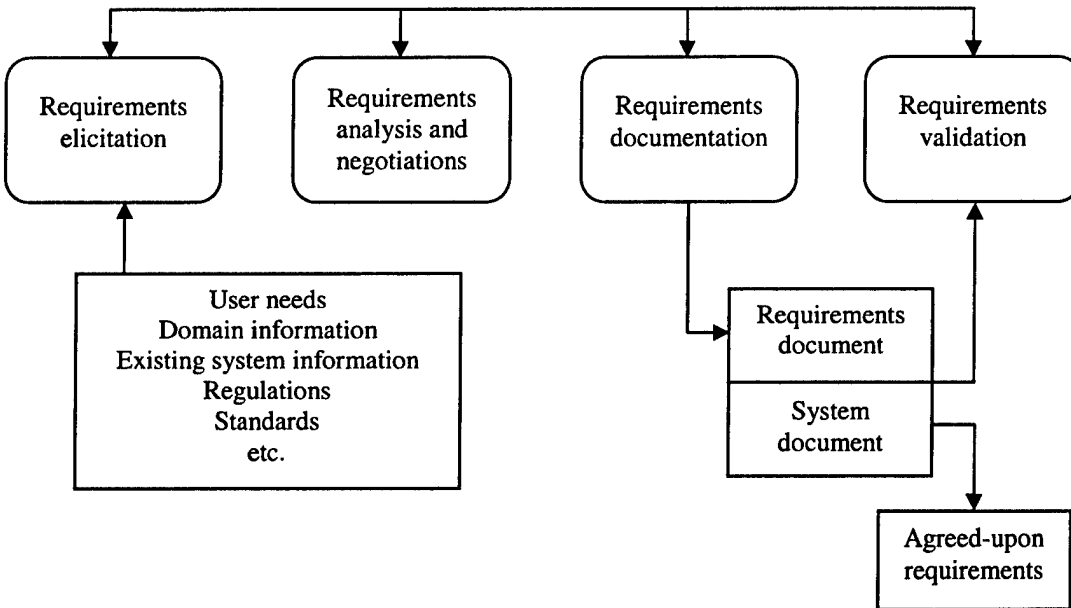 Requirements
elicitation
Requirements
analysis and
negotiations
Requirements
documentation
Requirements
validation
User needs
Domain information
Existing system information
Regulations
Standards
etc.
Requirements
document
System
document
Agreed-upon
requirements